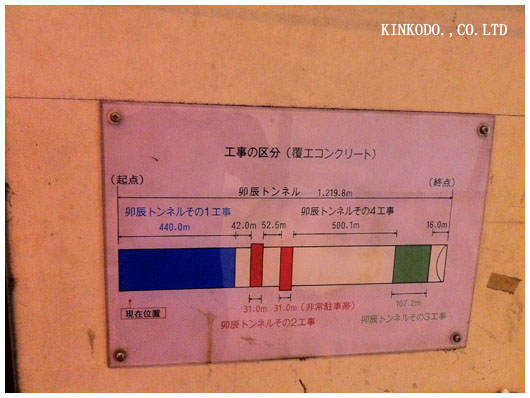 KINKODO.,CO.LTD
工事の区分（覆工コンクリート）
（起点）
（終点）
卯辰トンネル 1,219.8m
卯辰トンネルその1工事
卯辰トンネルその4工事
440.0m
42.0m
52.5m
500.1m
16.0m
31.0m
31.0m（非常駐車帯）
107.2m
現在位置
卯辰トンネルその2工事
卯辰トンネルその3工事